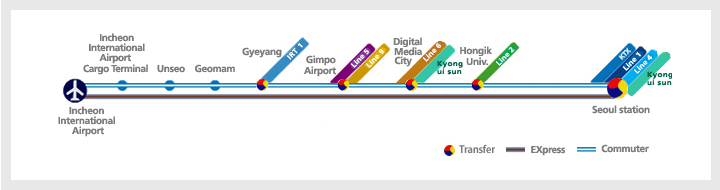 Incheon
International
Airport
Cargo Terminal
Unseo
Geomam
Gyeyang
IRT 1
Gimpo
Airport
Line 5
Line 9
Digital
Media
City
Line 6
Kyong
ui sun
Hongik
Univ.
Line 2
KTX
Line 1
Line 4
Kyong
ui sun
Incheon
International
Airport
Seoul station
Transfer
EXpress
Commuter